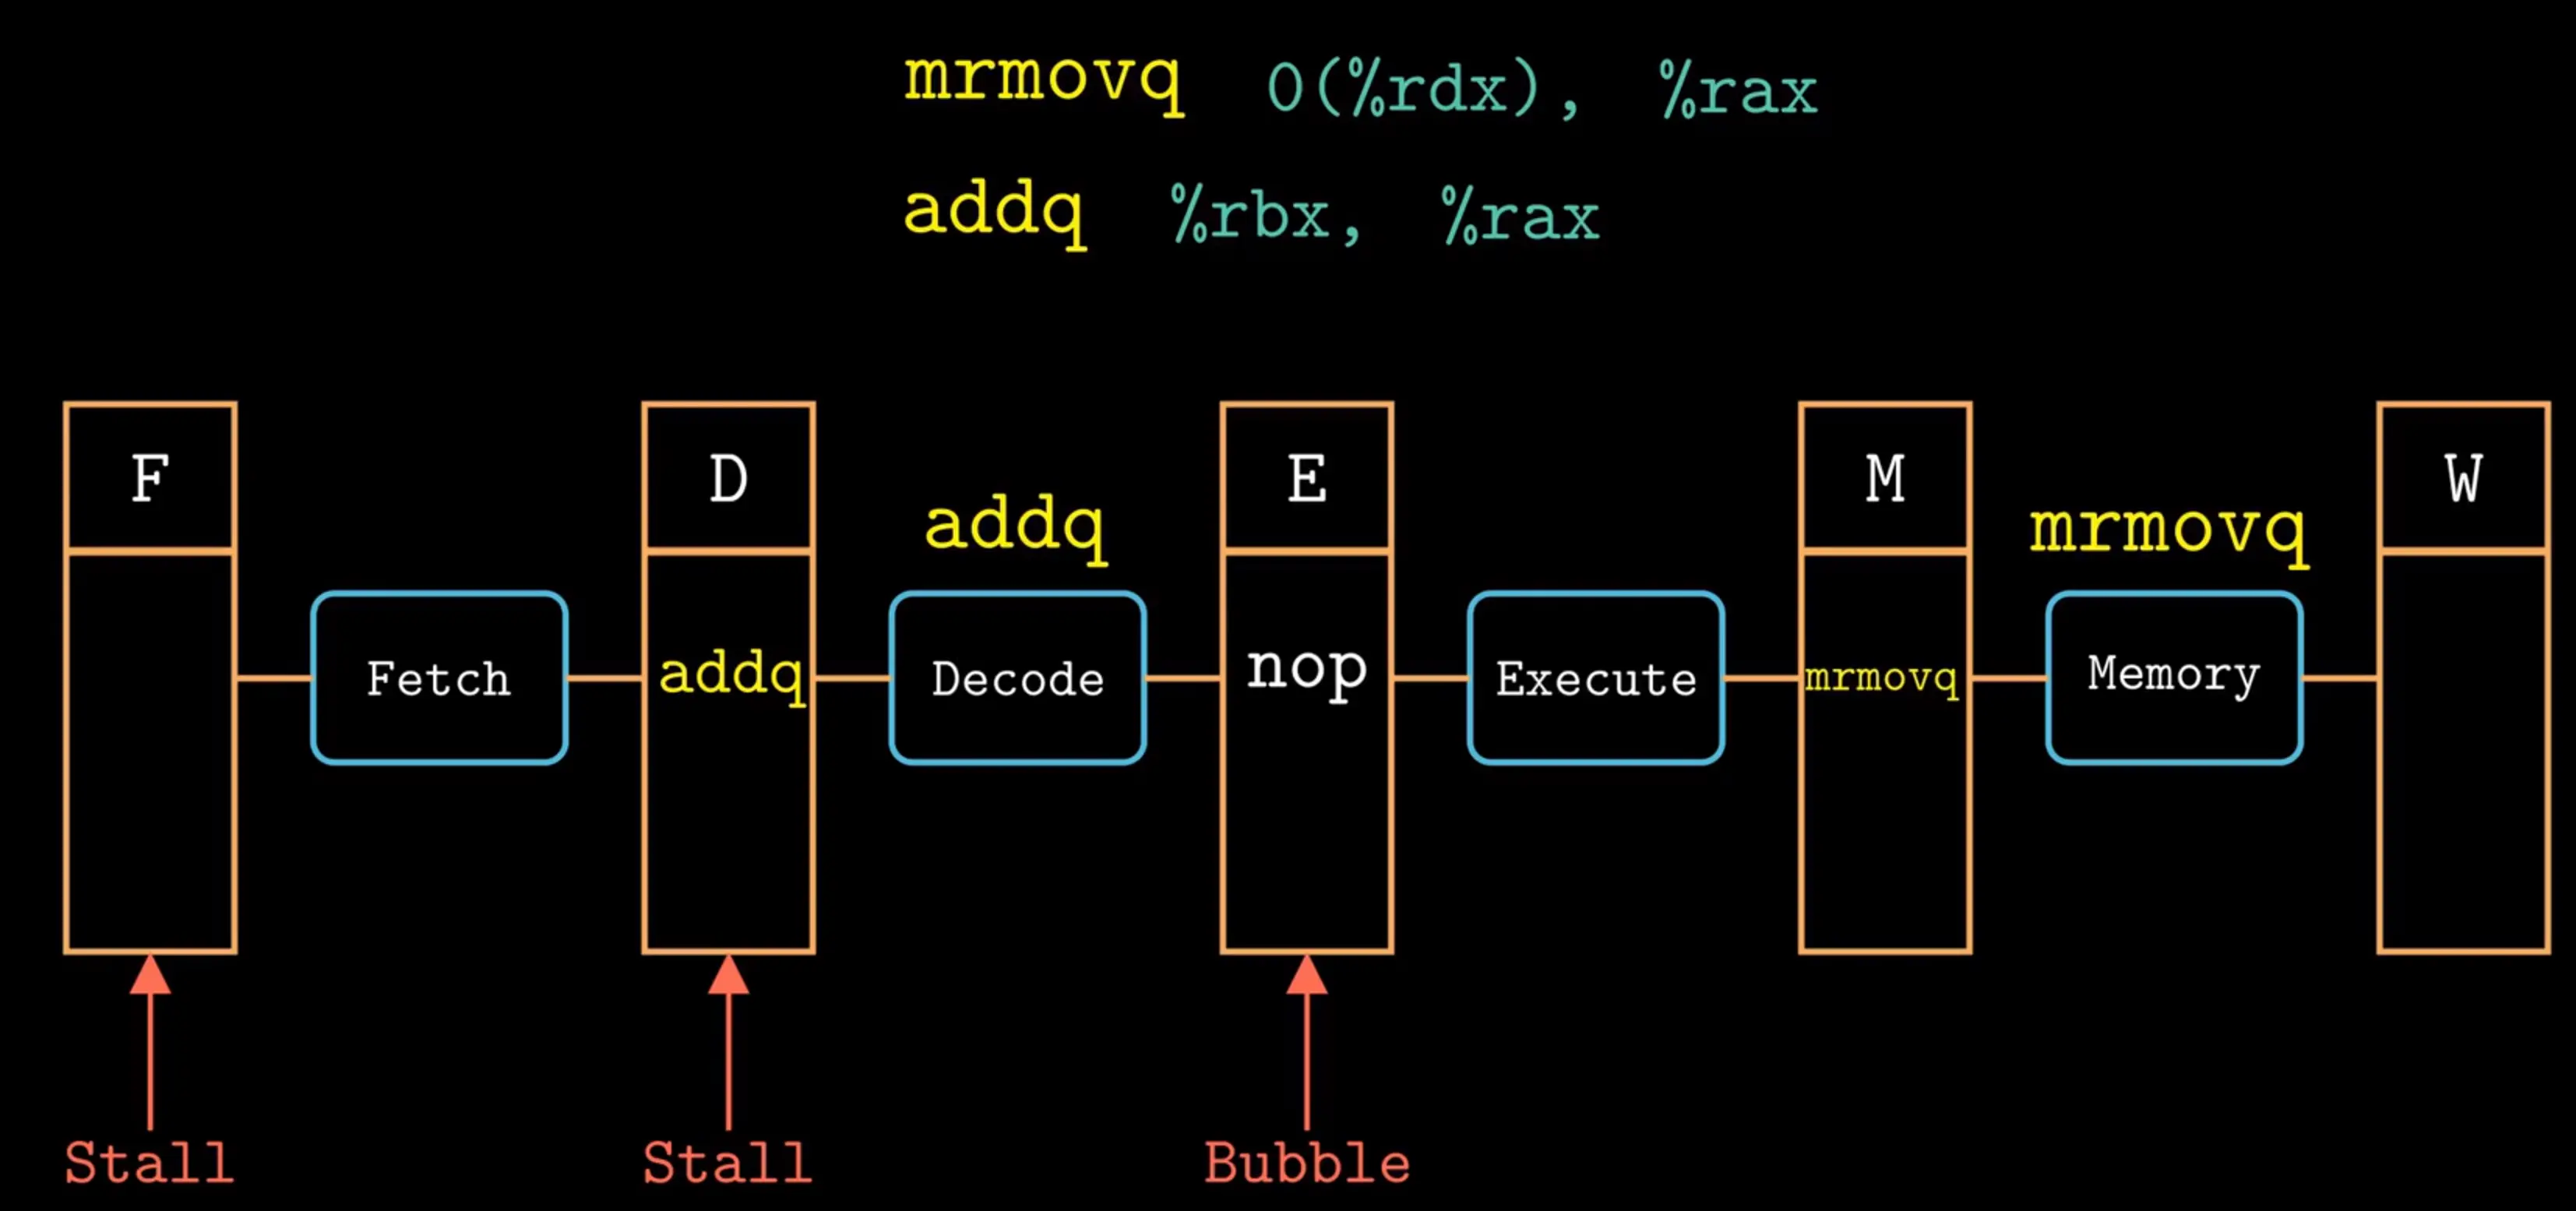 mrmovq 0(%rdx), %rax
addq %rbx, %rax
F D E M W
addq mrmovq
addq nop mrmovq
Fetch Decode Execute Memory
Stall Stall Bubble